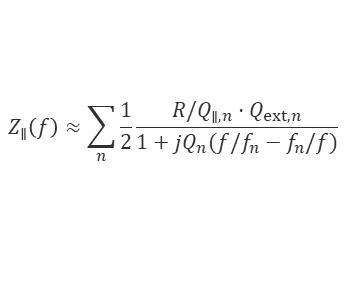 Z_∥(f) ≈ ∑_n 1/2 (R/Q_∥,n · Q_ext,n)/(1 + jQ_n(f/f_n − f_n/f))